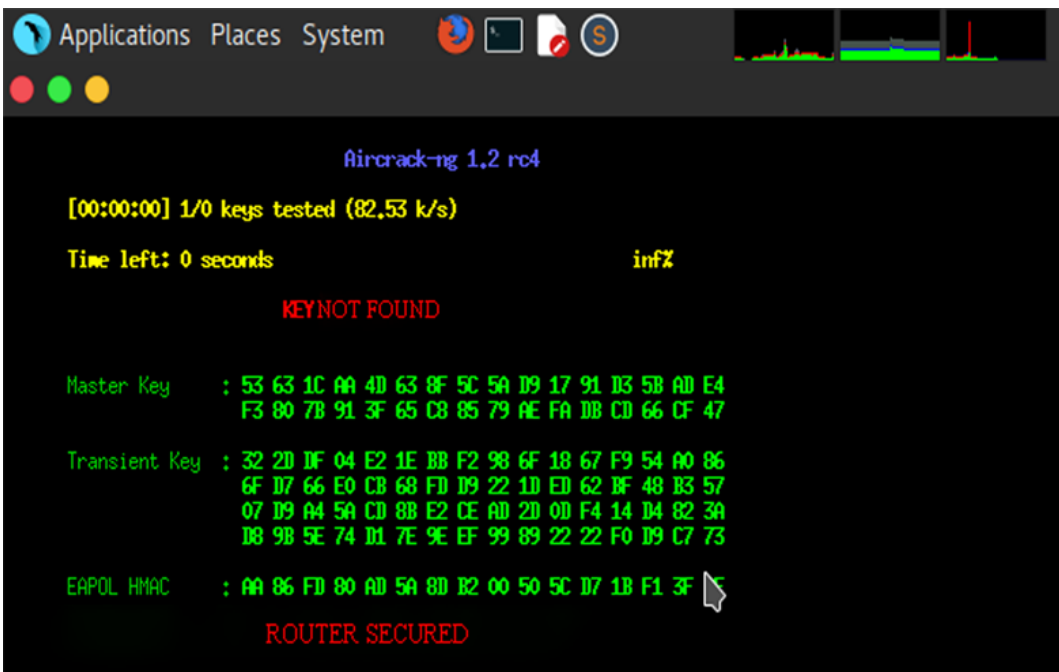 Applications Places System
Aircrack-ng 1.2 rc4
[00:00:00] 1/0 keys tested (82.53 k/s)
Time left: 0 seconds inf%
KEY NOT FOUND
Master Key : 53 63 1C AA 4D 63 8F 5C 5A D9 17 91 D3 5B AD E4
F3 80 7B 91 3F 65 C8 85 79 AE FA DB CD 66 CF 47
Transient Key : 32 2D DF 04 E2 1E BB F2 98 6F 18 67 F9 54 A0 86
6F D7 66 E0 CB 68 FD D9 22 1D ED 62 BF 48 B3 57
07 D9 A4 5A CD 8B E2 CE AD 2D 0D F4 14 D4 82 3A
D8 9B 5E 74 D1 7E 9E EF 99 89 22 22 F0 D9 C7 73
EAPOL HMAC : AA 86 FD 80 AD 5A 8D B2 00 50 5C D7 1B F1 3F
ROUTER SECURED